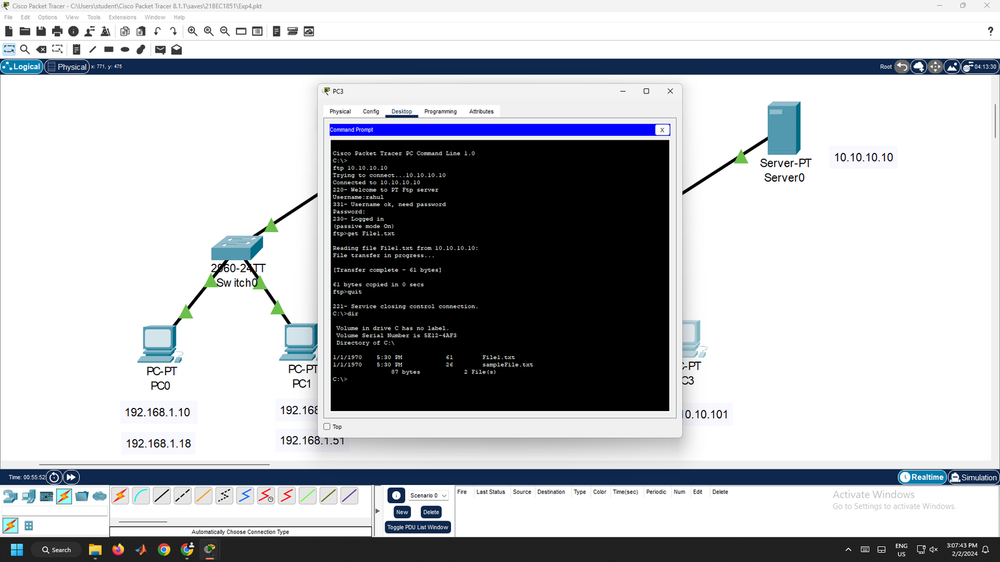 Cisco Packet Tracer - C:\Users\student\Cisco Packet Tracer 8.1.1\saves\21BEC1851\Exp4.pkt
File Edit Options View Tools Extensions Window Help
Logical Physical x: 771, y: 475 Root 04:13:30
PC3
Physical Config Desktop Programming Attributes
Command Prompt X
Cisco Packet Tracer PC Command Line 1.0
C:\>
ftp 10.10.10.10
Trying to connect...10.10.10.10
Connected to 10.10.10.10
220- Welcome to PT Ftp server
Username:rahul
331- Username ok, need password
Password:
230- Logged in
(passive mode On)
ftp>get File1.txt
Reading file File1.txt from 10.10.10.10:
File transfer in progress...
[Transfer complete - 61 bytes]
61 bytes copied in 0 secs
ftp>quit
221- Service closing control connection.
C:\>dir
Volume in drive C has no label.
Volume Serial Number is 5E12-4AF3
Directory of C:\
1/1/1970 5:30 PM 61 File1.txt
1/1/1970 5:30 PM 26 sampleFile.txt
87 bytes 2 File(s)
C:\>
Top
Server-PT
Server0
10.10.10.10
2960-24TT
Switch0
PC-PT
PC0
192.168.1.10
192.168.1.18
PC-PT
PC1
192.168
192.168.1.51
-PT
C3
0.10.101
Time: 00:55:52 Realtime Simulation
Scenario 0
New Delete
Toggle PDU List Window
Fire Last Status Source Destination Type Color Time(sec) Periodic Num Edit Delete
Activate Windows
Go to Settings to activate Windows.
Automatically Choose Connection Type
Search
ENG
US
3:07:43 PM
2/2/2024